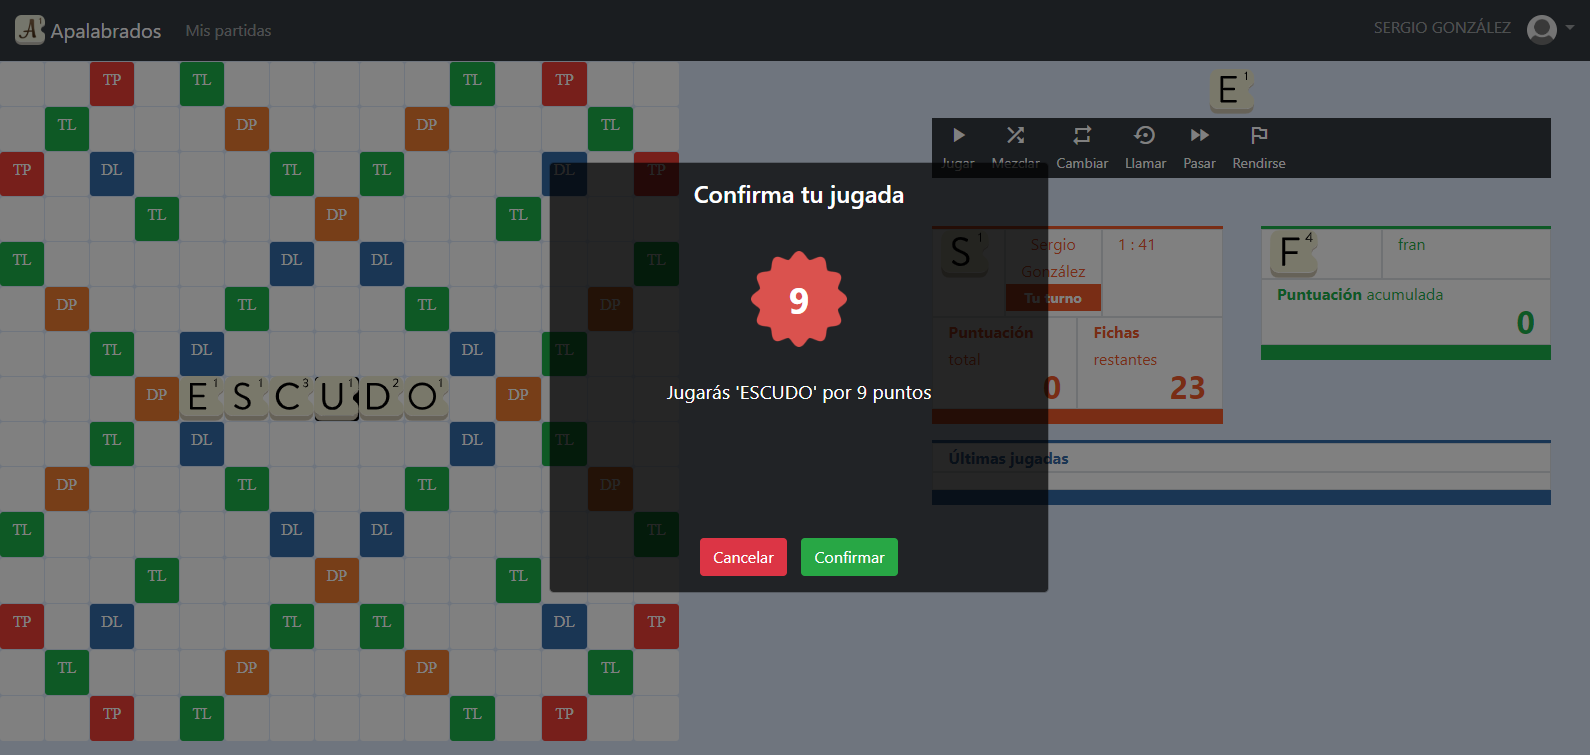 A 1 Apalabrados Mis partidas SERGIO GONZÁLEZ
TP TL TL TP
TL DP DP TL
TP DL TL TL DL TP
TL DP TL
TL DL DL TL
DP TL TL DP
TL DL DL TL
DP E 1 S 1 C 3 U 1 D 2 O 1 DP
TL DL DL TL
DP TL TL DP
TL DL DL TL
TL DP TL
TP DL TL TL DL TP
TL DP DP TL
TP TL TL TP
Confirma tu jugada
9
Jugarás 'ESCUDO' por 9 puntos
Cancelar Confirmar
E 1
Jugar Mezclar Cambiar Llamar Pasar Rendirse
S 1
Sergio
González
Tu turno
1 : 41
Puntuación
total
0
Fichas
restantes
23
F 4
fran
Puntuación acumulada
0
Últimas jugadas